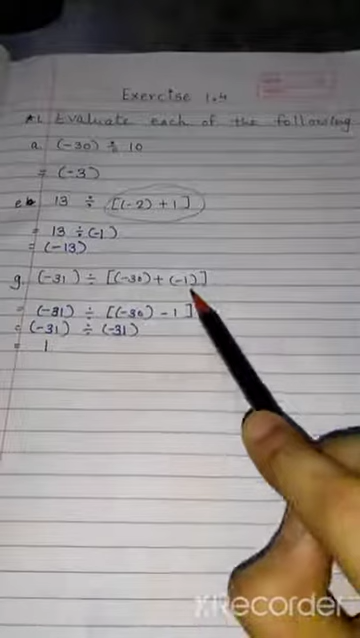 Exercise 1.4
Q1. Evaluate each of the following
a. (-30) ÷ 10
= (-3)
e. 13 ÷ [(-2) + 1]
= 13 ÷ (-1)
= (-13)
g. (-31) ÷ [(-30) + (-1)]
= (-31) ÷ [(-30) - 1]
= (-31) ÷ (-31)
= 1
XRecorder